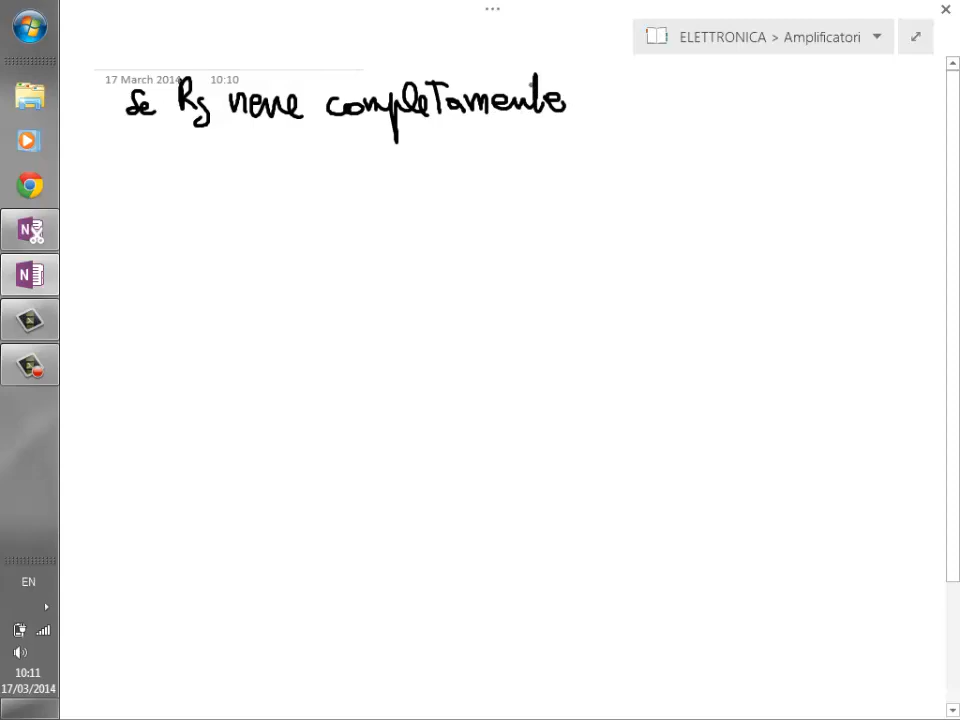 ELETTRONICA > Amplificatori
17 March 2014 10:10
Se Rs viene completamente
EN
10:11
17/03/2014